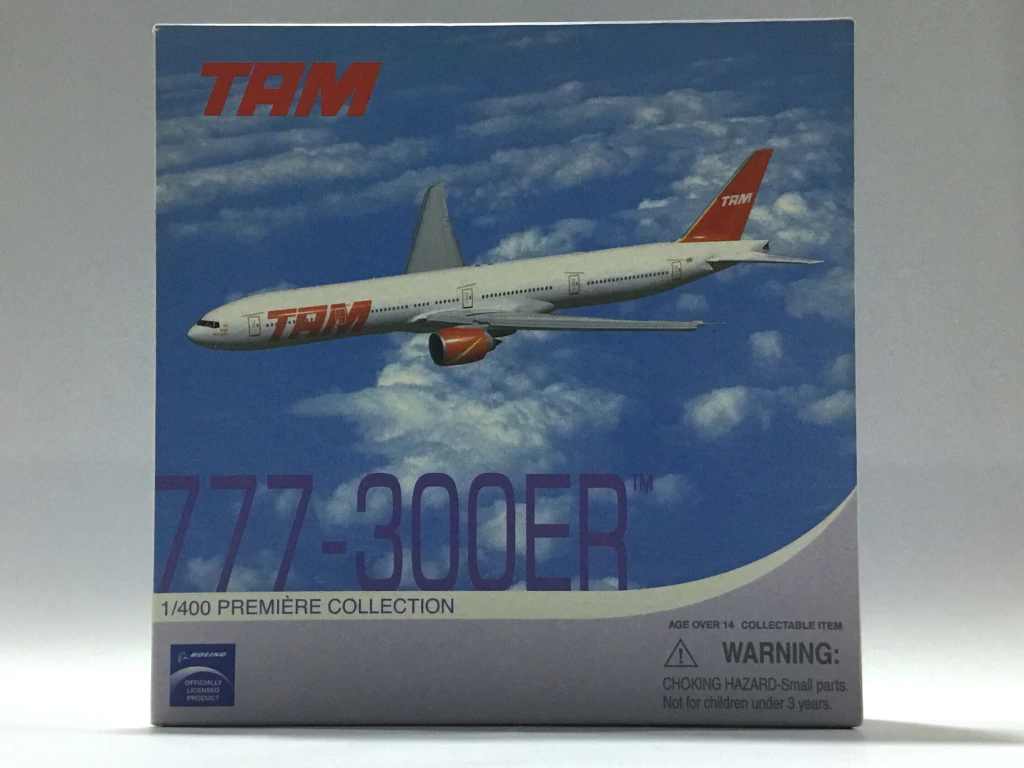 TAM
TAM
TAM
777-300ER™
1/400 PREMIÈRE COLLECTION
AGE OVER 14 COLLECTABLE ITEM
BOEING
OFFICIALLY
LICENSED
PRODUCT
WARNING:
CHOKING HAZARD-Small parts.
Not for children under 3 years.